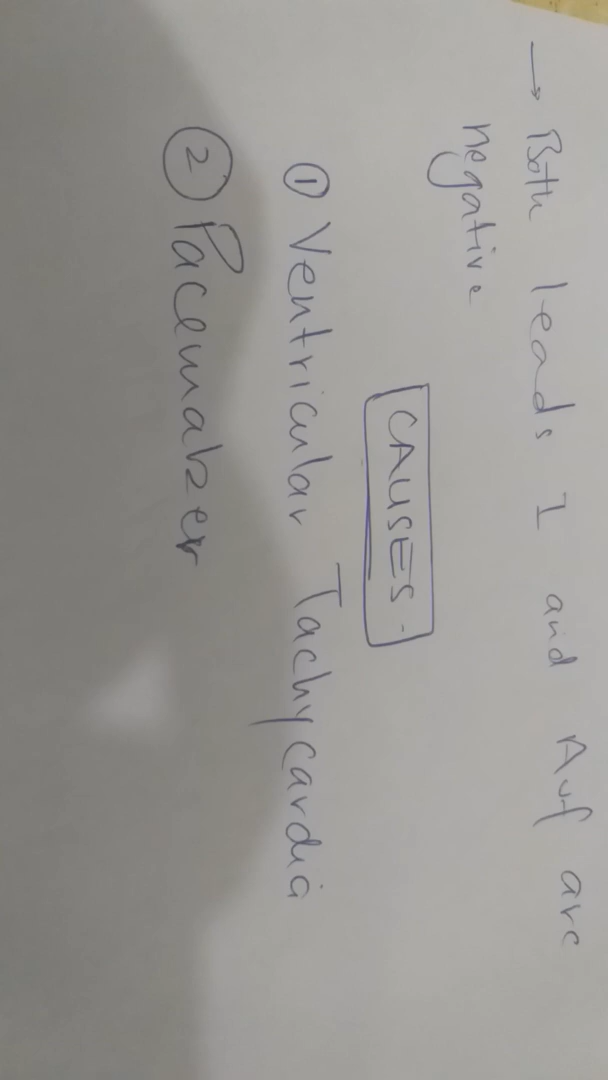 → Both leads I and Avf are
negative
CAUSES.
① Ventricular Tachycardia
② Pacemaker